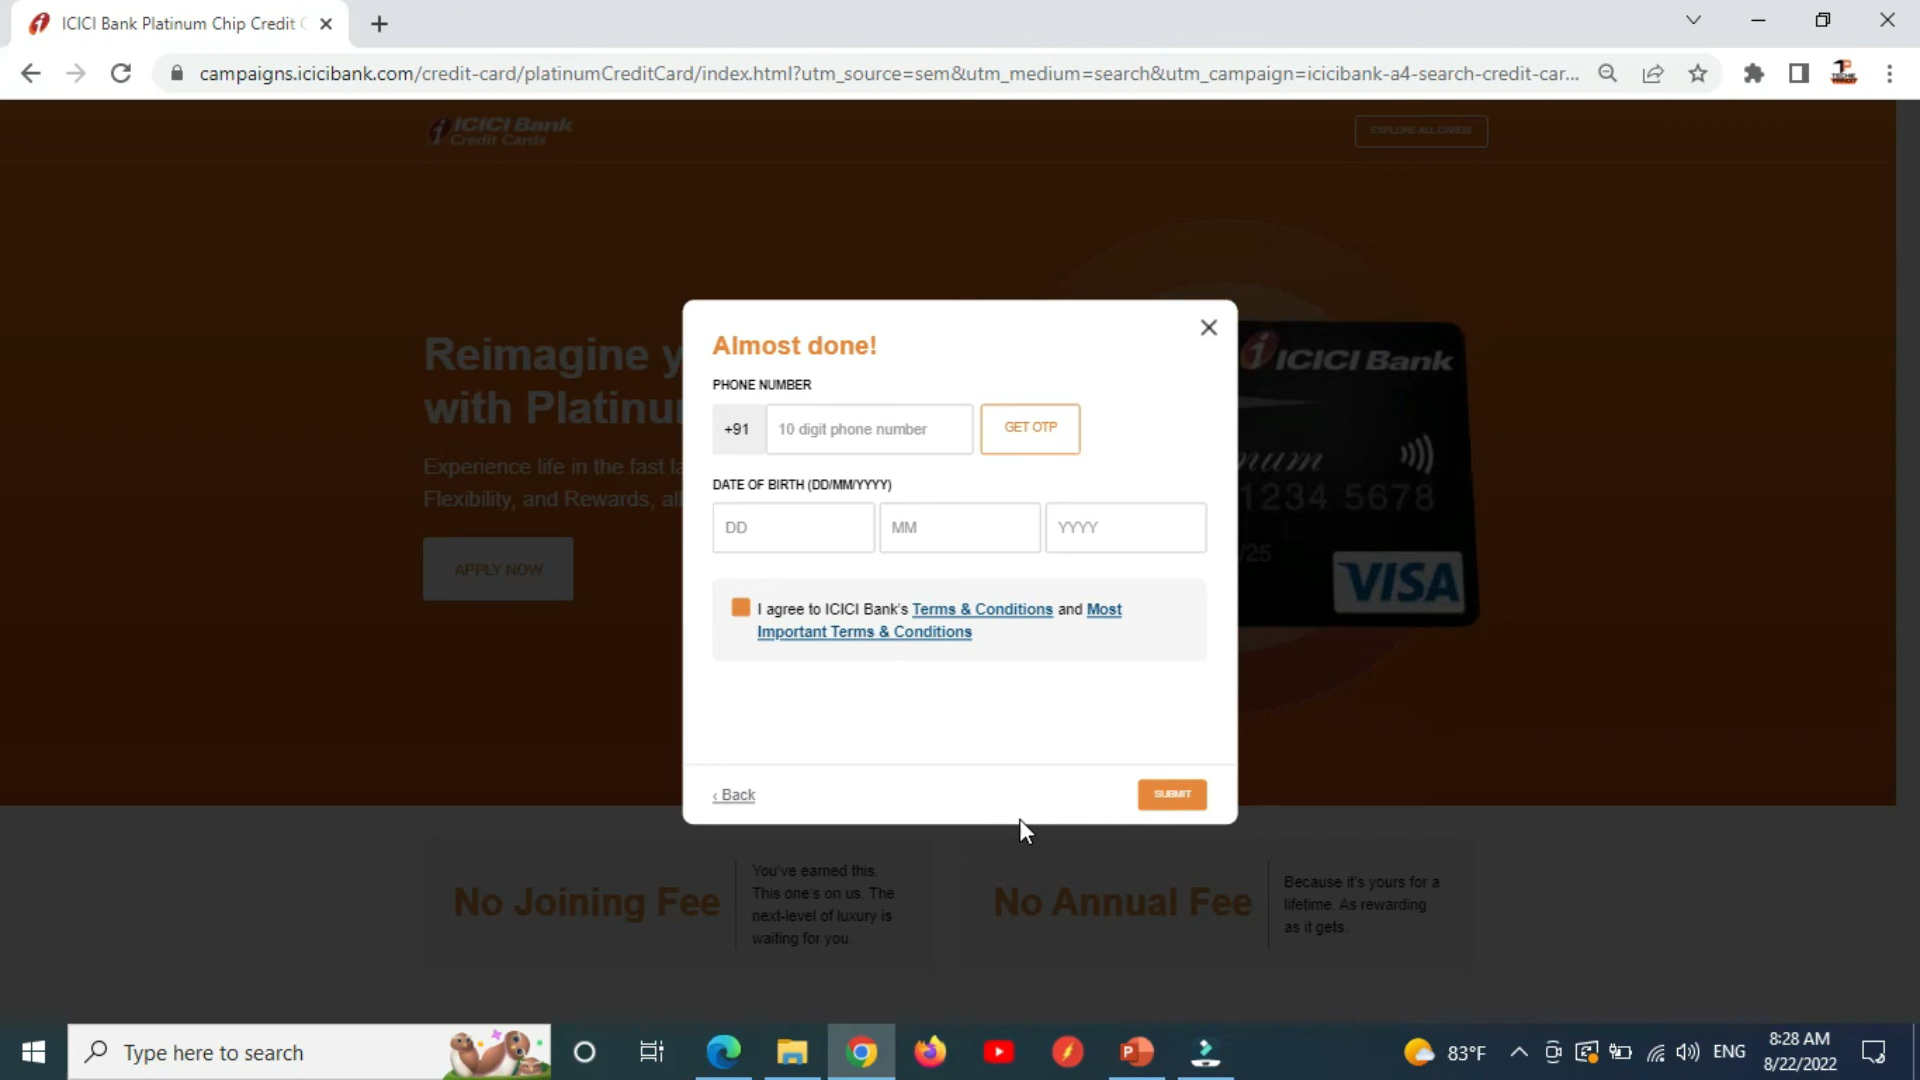 ICICI Bank Platinum Chip Credit C
campaigns.icicibank.com/credit-card/platinumCreditCard/index.html?utm_source=sem&utm_medium=search&utm_campaign=icicibank-a4-search-credit-car...
ICICI Bank
Credit Cards
EXPLORE ALL CARDS
Reimagine y
with Platinu
Experience life in the fast la
Flexibility, and Rewards, al
APPLY NOW
Almost done!
PHONE NUMBER
+91 10 digit phone number GET OTP
DATE OF BIRTH (DD/MM/YYYY)
DD MM YYYY
I agree to ICICI Bank's Terms & Conditions and Most
Important Terms & Conditions
‹ Back
SUBMIT
ICICI Bank
num
1234 5678
/25
VISA
No Joining Fee
You've earned this.
This one's on us. The
next-level of luxury is
waiting for you.
No Annual Fee
Because it's yours for a
lifetime. As rewarding
as it gets.
Type here to search
83°F
ENG
8:28 AM
8/22/2022